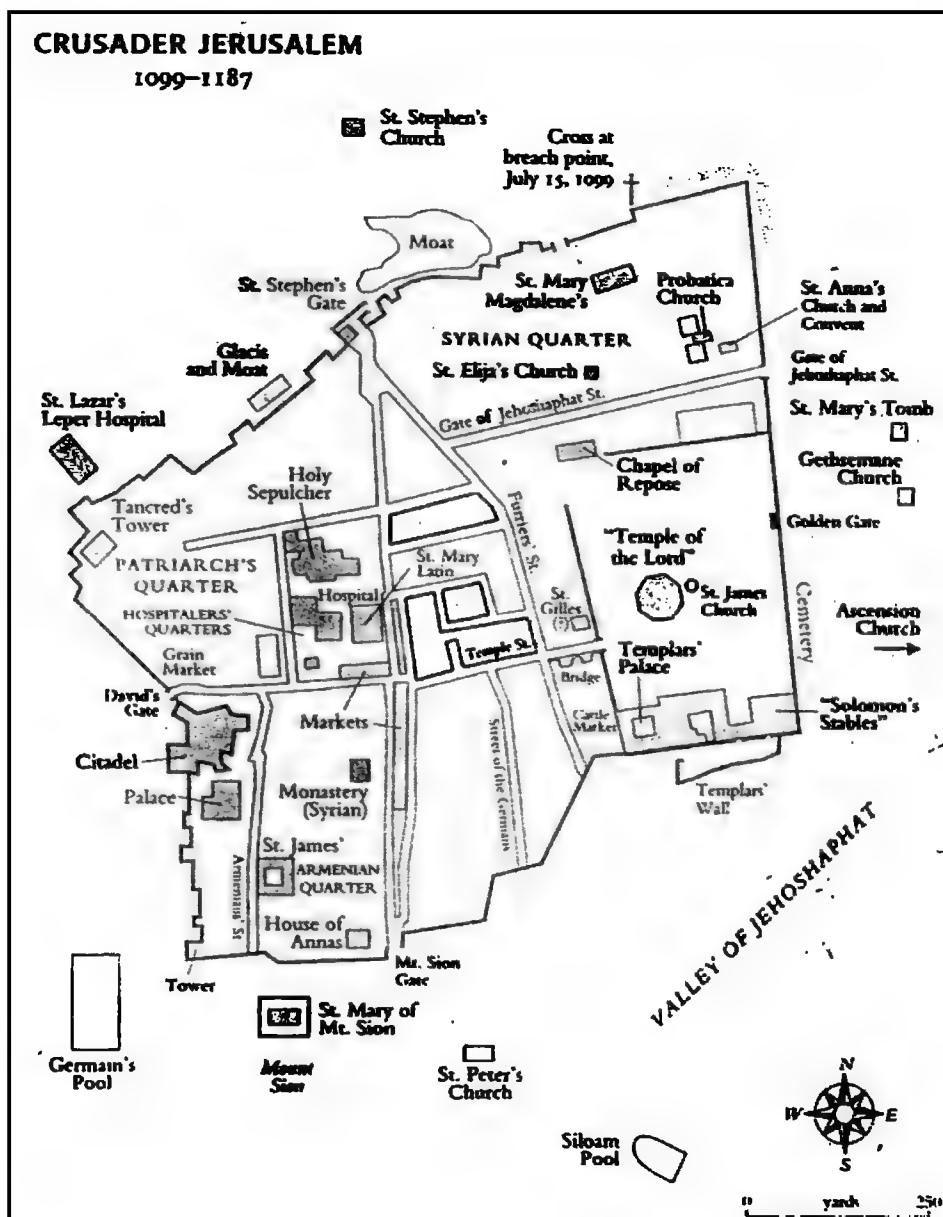 CRUSADER JERUSALEM
1099–1187
St. Stephen's
Church
Cross at
breach point,
July 15, 1099
Moat
St. Stephen's
Gate
St. Mary
Magdalene's
Probatica
Church
St. Anna's
Church and
Convent
SYRIAN QUARTER
Glacis
and Moat
St. Elija's Church
Gate of
Jehoshaphat St.
Gate of Jehoshaphat St.
St. Lazar's
Leper Hospital
St. Mary's Tomb
Chapel of
Repose
Gethsemane
Church
Holy
Sepulcher
Tancred's
Tower
Furriers' St.
Golden Gate
PATRIARCH'S
QUARTER
St. Mary
Latin
"Temple of
the Lord"
Hospital
St. James
Church
HOSPITALERS'
QUARTERS
St.
Gilles
(?)
Cemetery
Ascension
Church
Grain
Market
Temple St.
Templars'
Palace
Bridge
David's
Gate
Markets
Cattle
Market
"Solomon's
Stables"
Citadel
Street of the Germans
Palace
Monastery
(Syrian)
Templars'
Wall
St. James'
ARMENIAN
QUARTER
Armenians' St.
VALLEY OF JEHOSHAPHAT
House of
Annas
Tower
Mt. Sion
Gate
St. Mary of
Mt. Sion
Germain's
Pool
Mount
Sion
St. Peter's
Church
N
W
E
S
Siloam
Pool
0 yards 250